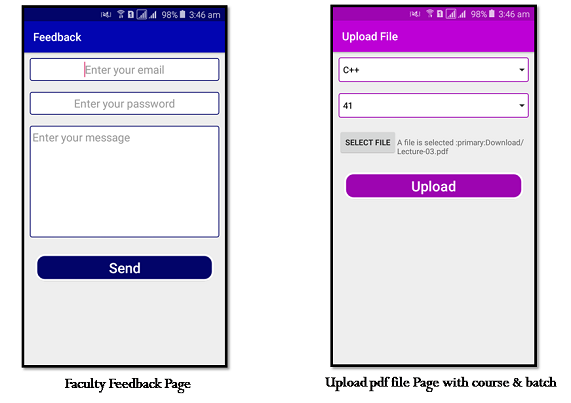 98% 3:46 am
Feedback
Enter your email
Enter your password
Enter your message
Send
Faculty Feedback Page
98% 3:46 am
Upload File
C++
41
SELECT FILE A file is selected :primary:Download/
Lecture-03.pdf
Upload
Upload pdf file Page with course & batch